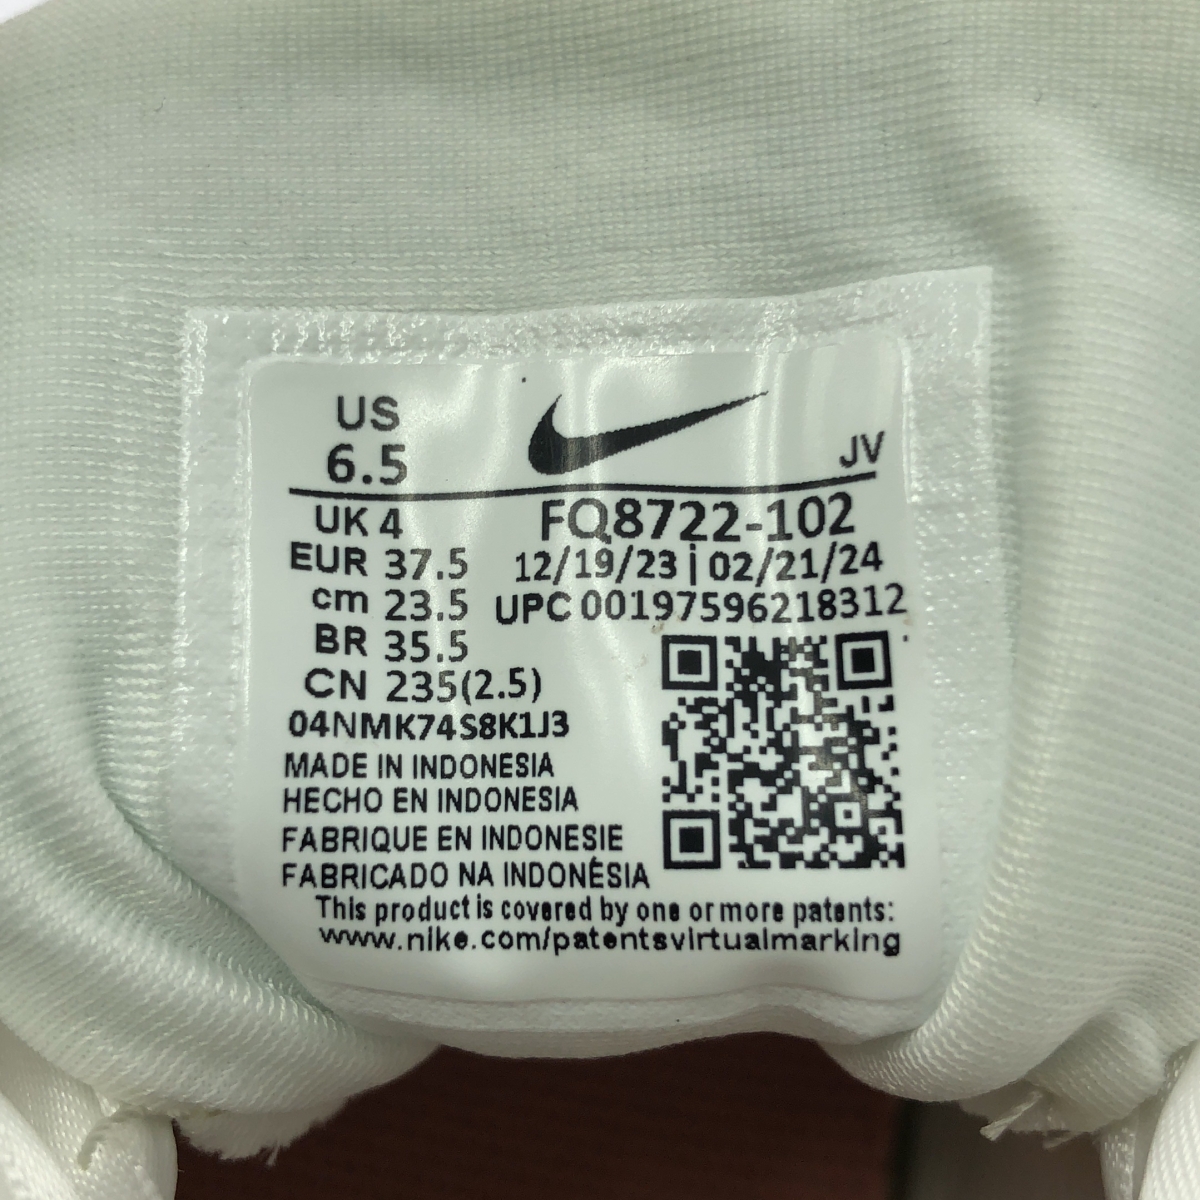 US
6.5
JV
UK 4
FQ8722-102
EUR 37.5
12/19/23 | 02/21/24
cm 23.5
UPC 00197596218312
BR 35.5
CN 235(2.5)
04NMK74S8K1J3
MADE IN INDONESIA
HECHO EN INDONESIA
FABRIQUE EN INDONESIE
FABRICADO NA INDONÉSIA
This product is covered by one or more patents:
www.nike.com/patentsvirtualmarking